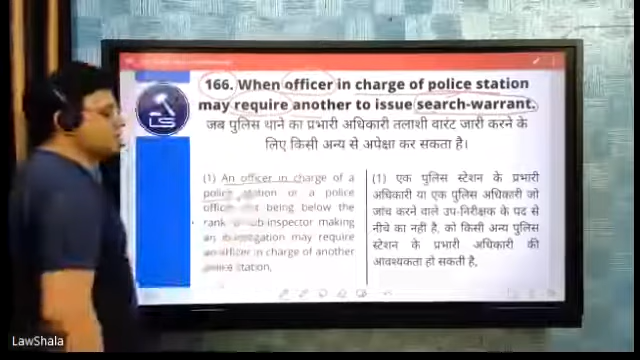 166. When officer in charge of police station
may require another to issue search-warrant.
जब पुलिस थाने का प्रभारी अधिकारी तलाशी वारंट जारी करने के
लिए किसी अन्य से अपेक्षा कर सकता है।
LS
(1) An officer in charge of a
police station or a police
officer not being below the
rank of sub-inspector making
an investigation may require
an officer in charge of another
police station,
(1) एक पुलिस स्टेशन के प्रभारी
अधिकारी या एक पुलिस अधिकारी जो
जांच करने वाले उप-निरीक्षक के पद से
नीचे का नहीं है, को किसी अन्य पुलिस
स्टेशन के प्रभारी अधिकारी की
आवश्यकता हो सकती है,
LawShala